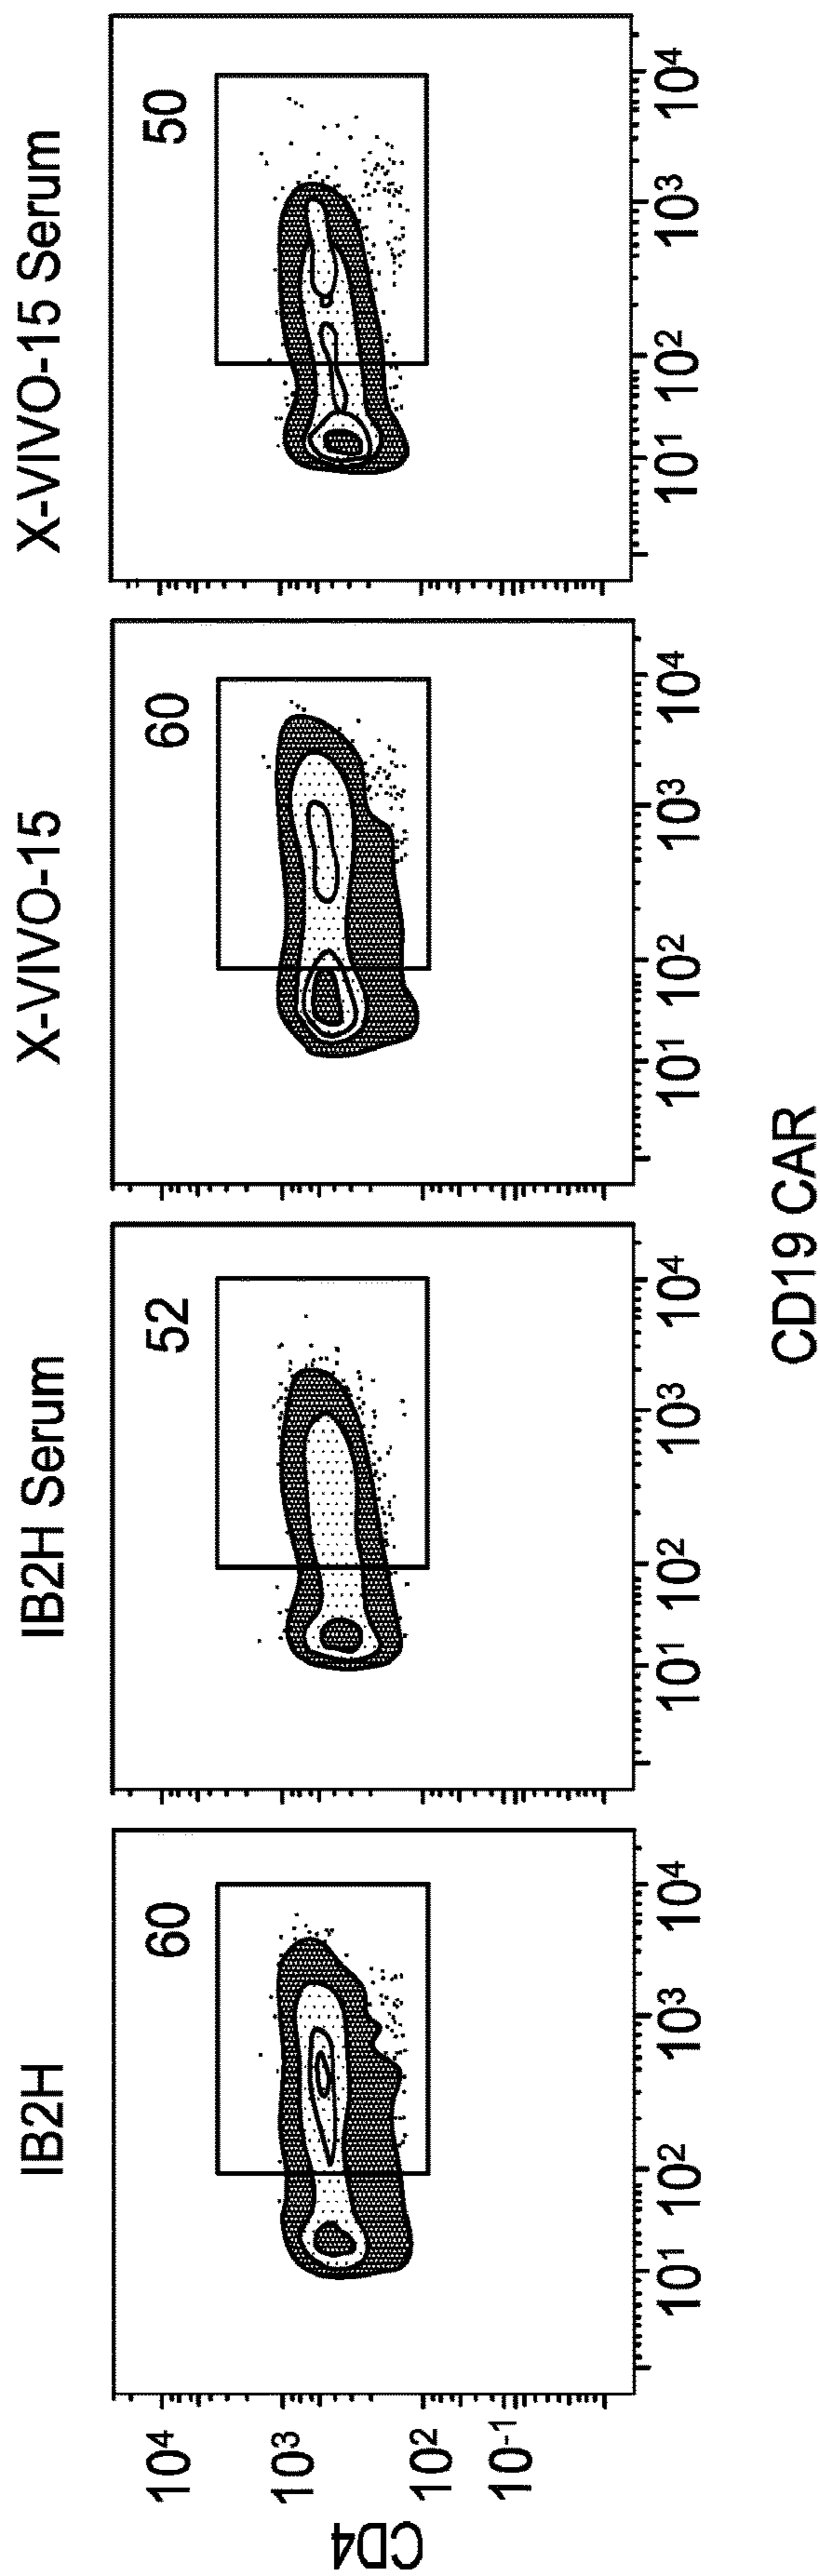 IB2H
IB2H Serum
X-VIVO-15
X-VIVO-15 Serum
60
52
60
50
CD4
10⁴
10³
10²
10⁻¹
10¹ 10² 10³ 10⁴
10¹ 10² 10³ 10⁴
10¹ 10² 10³ 10⁴
10¹ 10² 10³ 10⁴
CD19 CAR